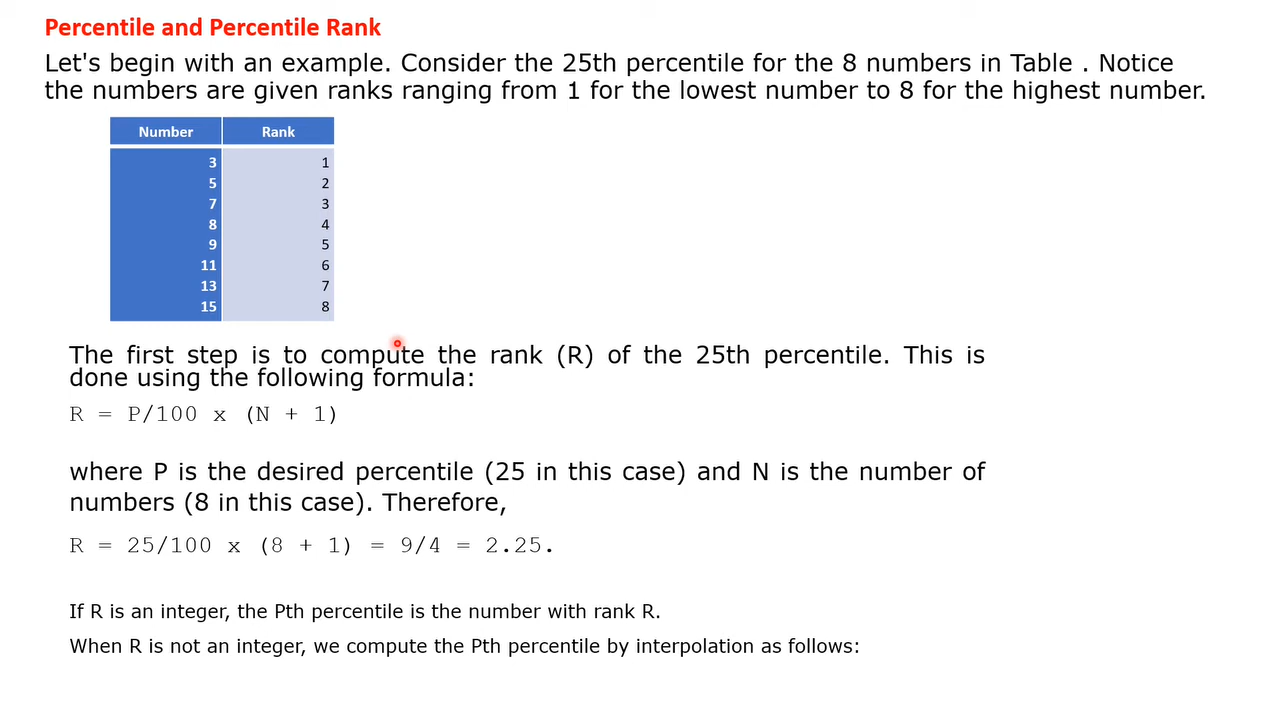 Percentile and Percentile Rank
Let's begin with an example. Consider the 25th percentile for the 8 numbers in Table . Notice
the numbers are given ranks ranging from 1 for the lowest number to 8 for the highest number.
Number Rank
3 1
5 2
7 3
8 4
9 5
11 6
13 7
15 8
The first step is to compute the rank (R) of the 25th percentile. This is
done using the following formula:
R = P/100 x (N + 1)
where P is the desired percentile (25 in this case) and N is the number of
numbers (8 in this case). Therefore,
R = 25/100 x (8 + 1) = 9/4 = 2.25.
If R is an integer, the Pth percentile is the number with rank R.
When R is not an integer, we compute the Pth percentile by interpolation as follows: